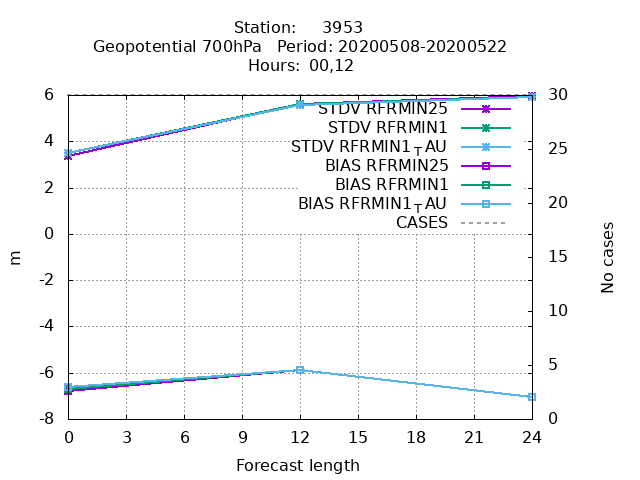 Station: 3953
Geopotential 700hPa Period: 20200508-20200522
Hours: 00,12
6
4
2
0
-2
-4
-6
-8
m
STDV RFRMIN25
STDV RFRMIN1
STDV RFRMIN1TAU
BIAS RFRMIN25
BIAS RFRMIN1
BIAS RFRMIN1TAU
CASES
30
25
20
15
10
5
0
No cases
0 3 6 9 12 15 18 21 24
Forecast length